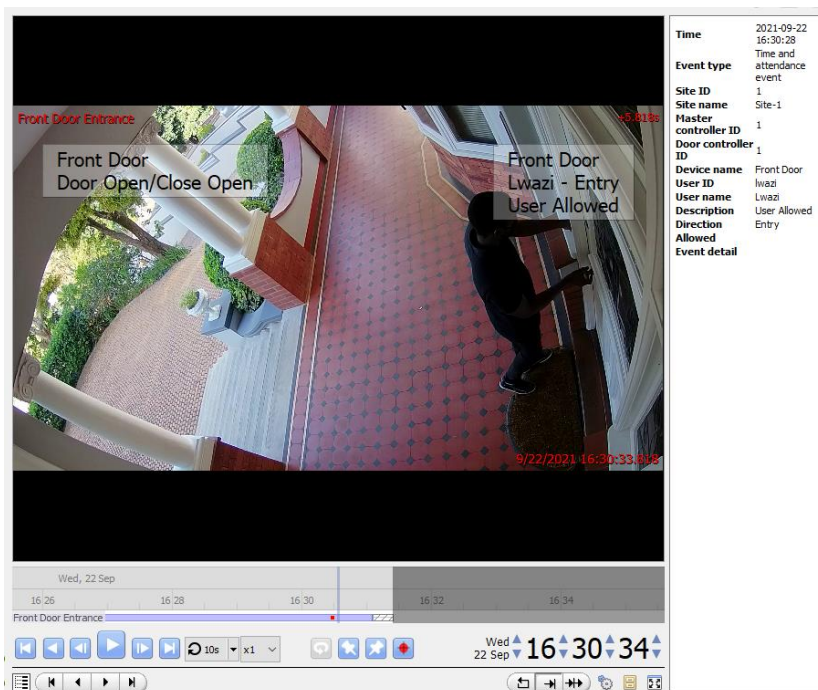 Front Door Entrance
+5.818s
Front Door
Door Open/Close Open
Front Door
Lwazi - Entry
User Allowed
9/22/2021 16:30:33.818
Time 2021-09-22 16:30:28
Event type Time and attendance event
Site ID 1
Site name Site-1
Master controller ID 1
Door controller ID 1
Device name Front Door
User ID lwazi
User name Lwazi
Description User Allowed
Direction Entry
Allowed
Event detail
Wed, 22 Sep
16:26 16:28 16:30 16:32 16:34
Front Door Entrance
10s x1
Wed 22 Sep 16 30 34